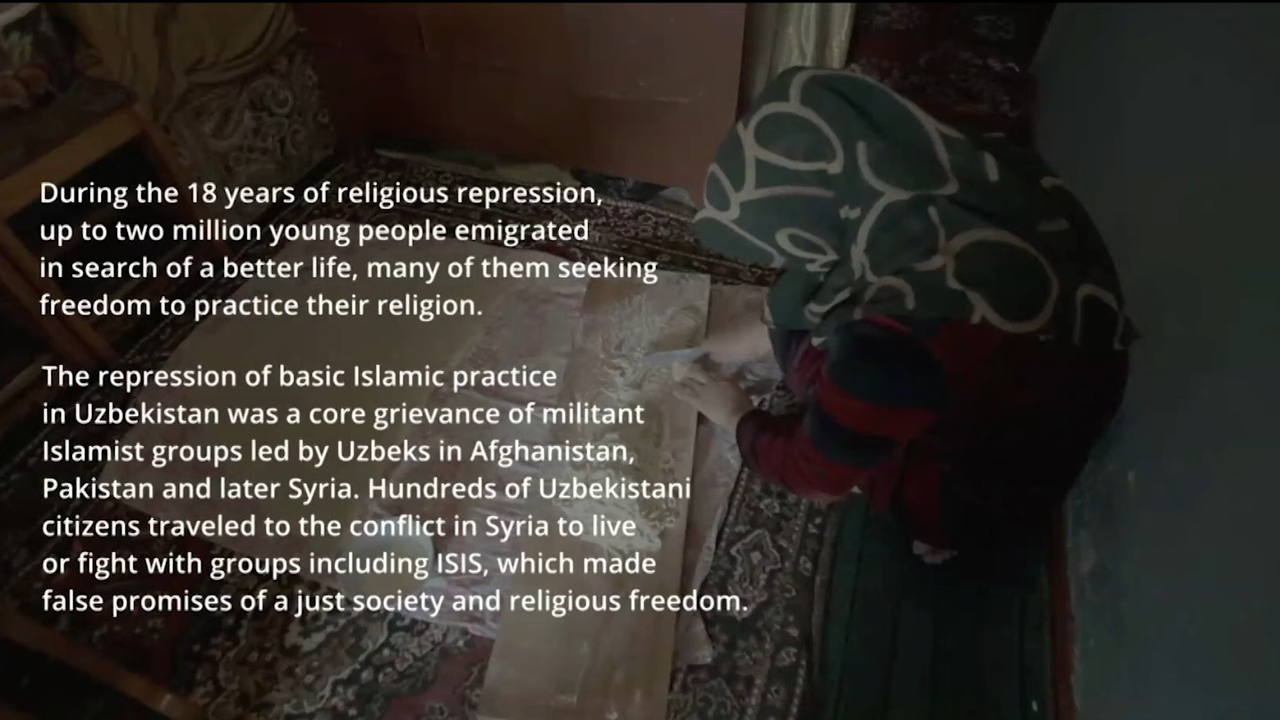 During the 18 years of religious repression,
up to two million young people emigrated
in search of a better life, many of them seeking
freedom to practice their religion.
The repression of basic Islamic practice
in Uzbekistan was a core grievance of militant
Islamist groups led by Uzbeks in Afghanistan,
Pakistan and later Syria. Hundreds of Uzbekistani
citizens traveled to the conflict in Syria to live
or fight with groups including ISIS, which made
false promises of a just society and religious freedom.